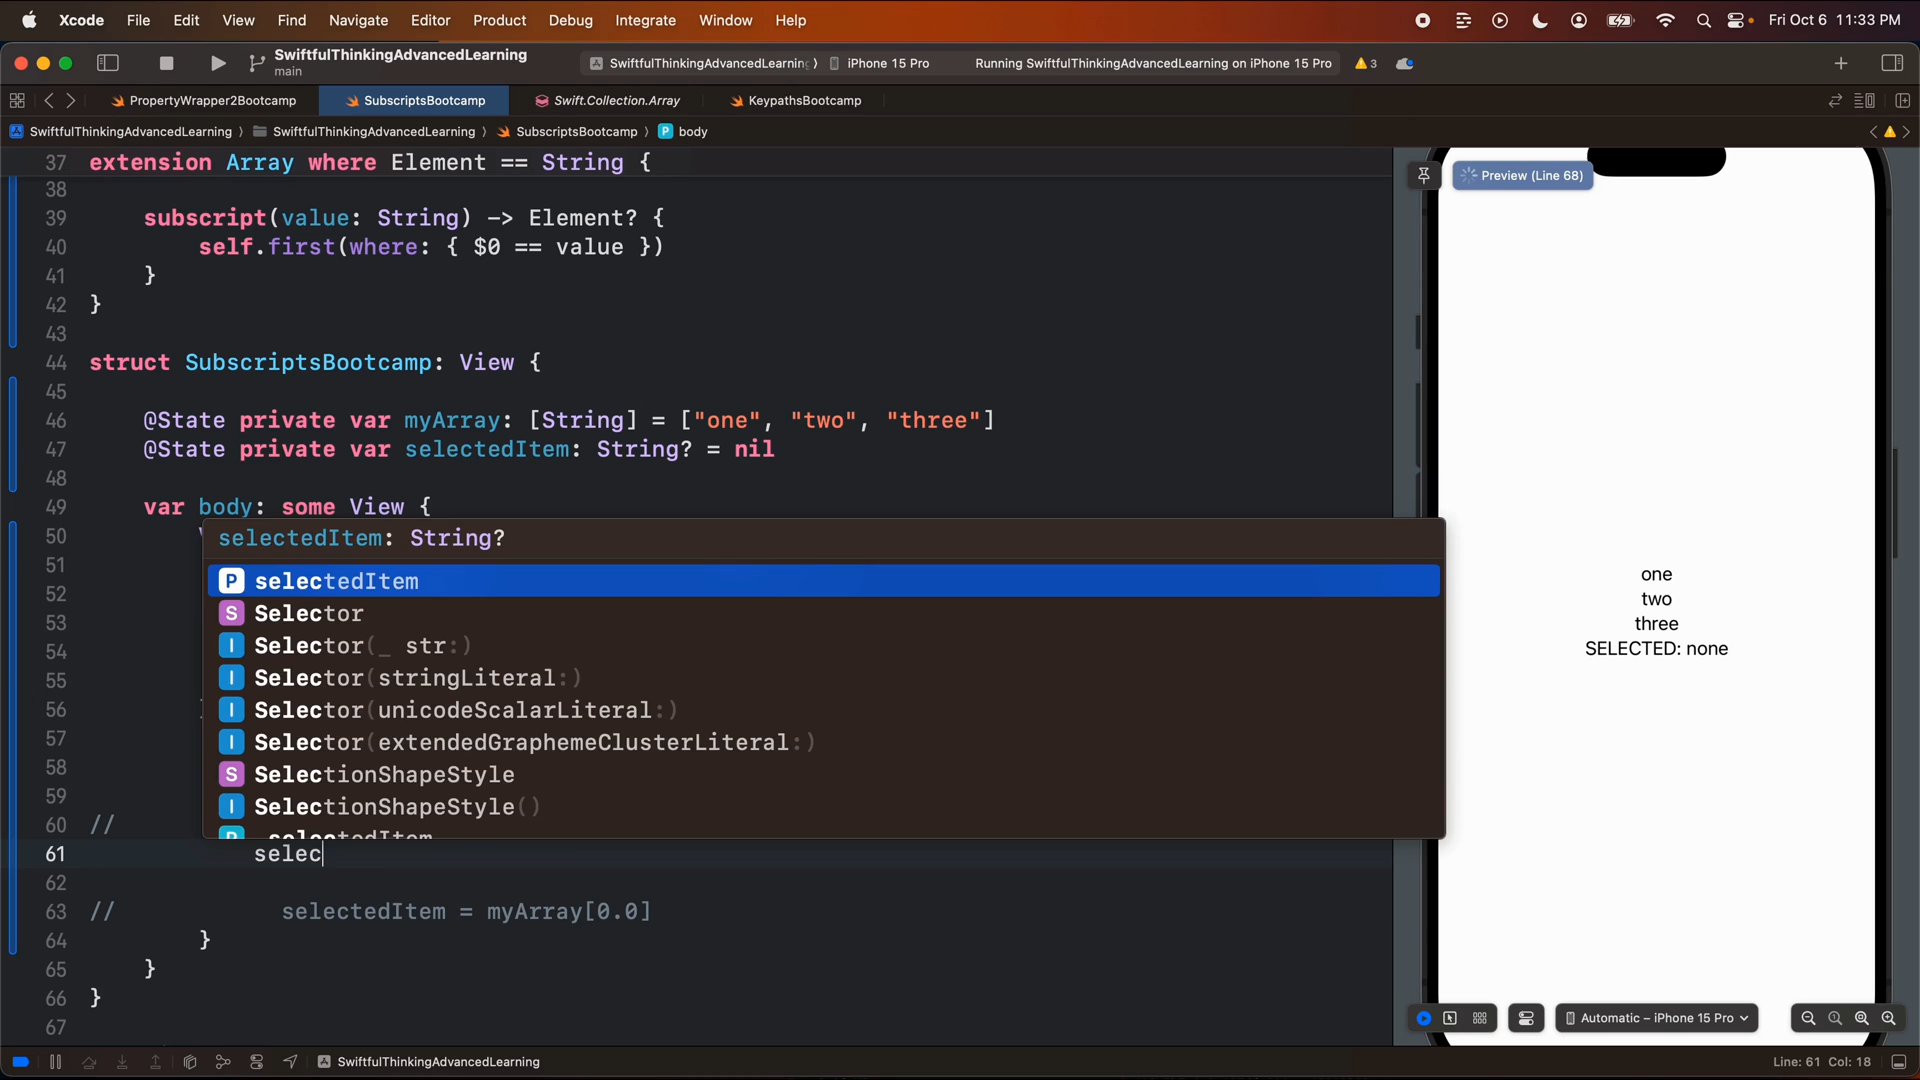 Xcode File Edit View Find Navigate Editor Product Debug Integrate Window Help Fri Oct 6 11:33 PM
SwiftfulThinkingAdvancedLearning
main
SwiftfulThinkingAdvancedLearning iPhone 15 Pro Running SwiftfulThinkingAdvancedLearning on iPhone 15 Pro 3
PropertyWrapper2Bootcamp SubscriptsBootcamp Swift.Collection.Array KeypathsBootcamp
SwiftfulThinkingAdvancedLearning SwiftfulThinkingAdvancedLearning SubscriptsBootcamp P body
37 extension Array where Element == String {
38
39 subscript(value: String) -> Element? {
40 self.first(where: { $0 == value })
41 }
42 }
43
44 struct SubscriptsBootcamp: View {
45
46 @State private var myArray: [String] = ["one", "two", "three"]
47 @State private var selectedItem: String? = nil
48
49 var body: some View {
50
selectedItem: String?
51
P selectedItem
52
S Selector
53
I Selector(_ str:)
54
I Selector(stringLiteral:)
55
I Selector(unicodeScalarLiteral:)
56
I Selector(extendedGraphemeClusterLiteral:)
57
S SelectionShapeStyle
58
I SelectionShapeStyle()
59
60 //
61 selec
62
63 // selectedItem = myArray[0.0]
64 }
65 }
66 }
67
Preview (Line 68)
one
two
three
SELECTED: none
Automatic – iPhone 15 Pro
SwiftfulThinkingAdvancedLearning
Line: 61 Col: 18